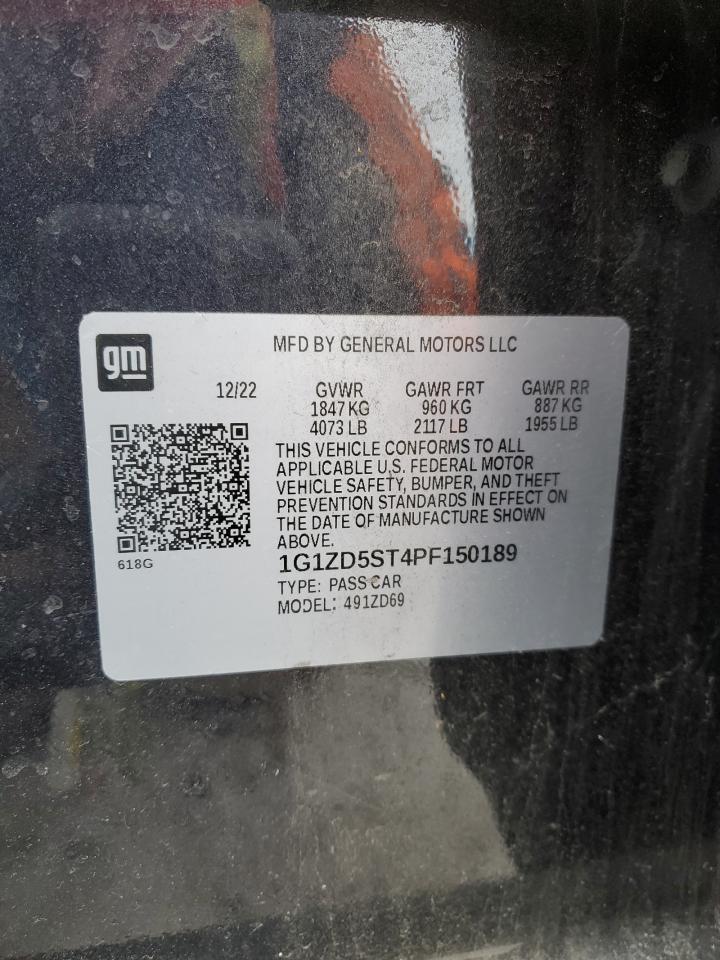 gm
MFD BY GENERAL MOTORS LLC
12/22 GVWR GAWR FRT GAWR RR
1847 KG 960 KG 887 KG
4073 LB 2117 LB 1955 LB
THIS VEHICLE CONFORMS TO ALL
APPLICABLE U.S. FEDERAL MOTOR
VEHICLE SAFETY, BUMPER, AND THEFT
PREVENTION STANDARDS IN EFFECT ON
THE DATE OF MANUFACTURE SHOWN
ABOVE.
618G
1G1ZD5ST4PF150189
TYPE: PASS CAR
MODEL: 491ZD69